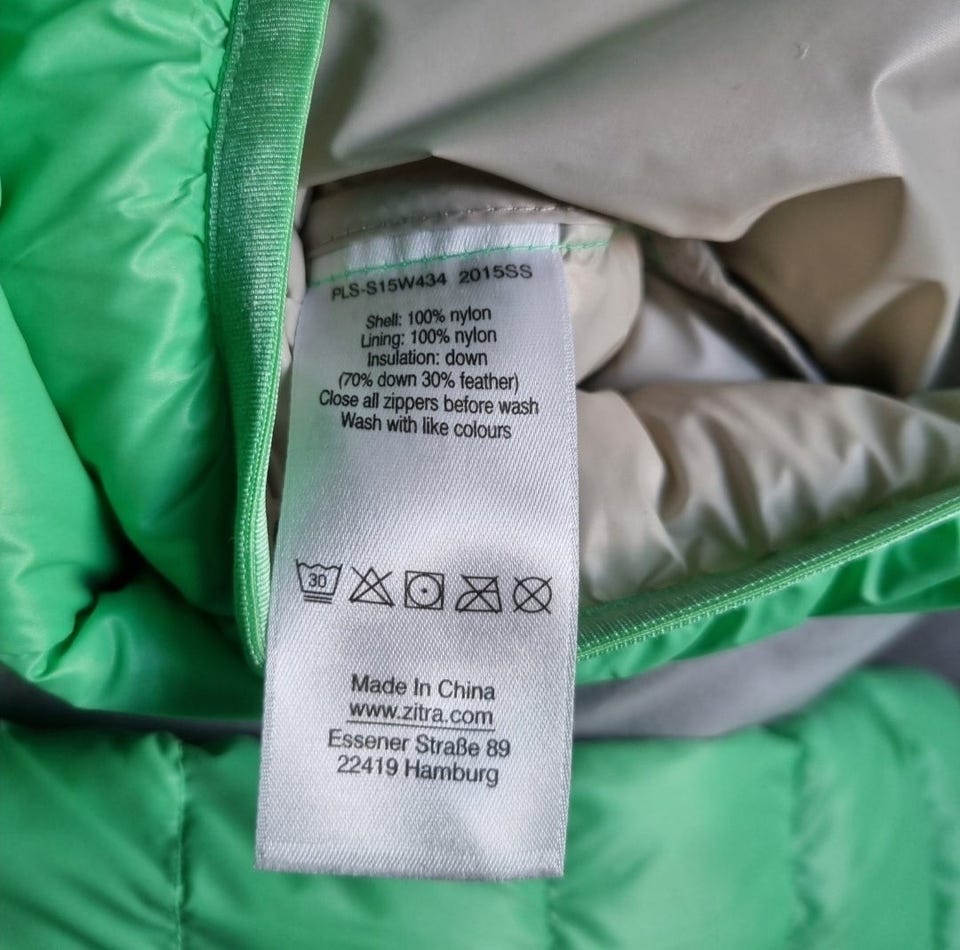 PLS-S15W434 2015SS
Shell: 100% nylon
Lining: 100% nylon
Insulation: down
(70% down 30% feather)
Close all zippers before wash
Wash with like colours
30
Made In China
www.zitra.com
Essener Straße 89
22419 Hamburg